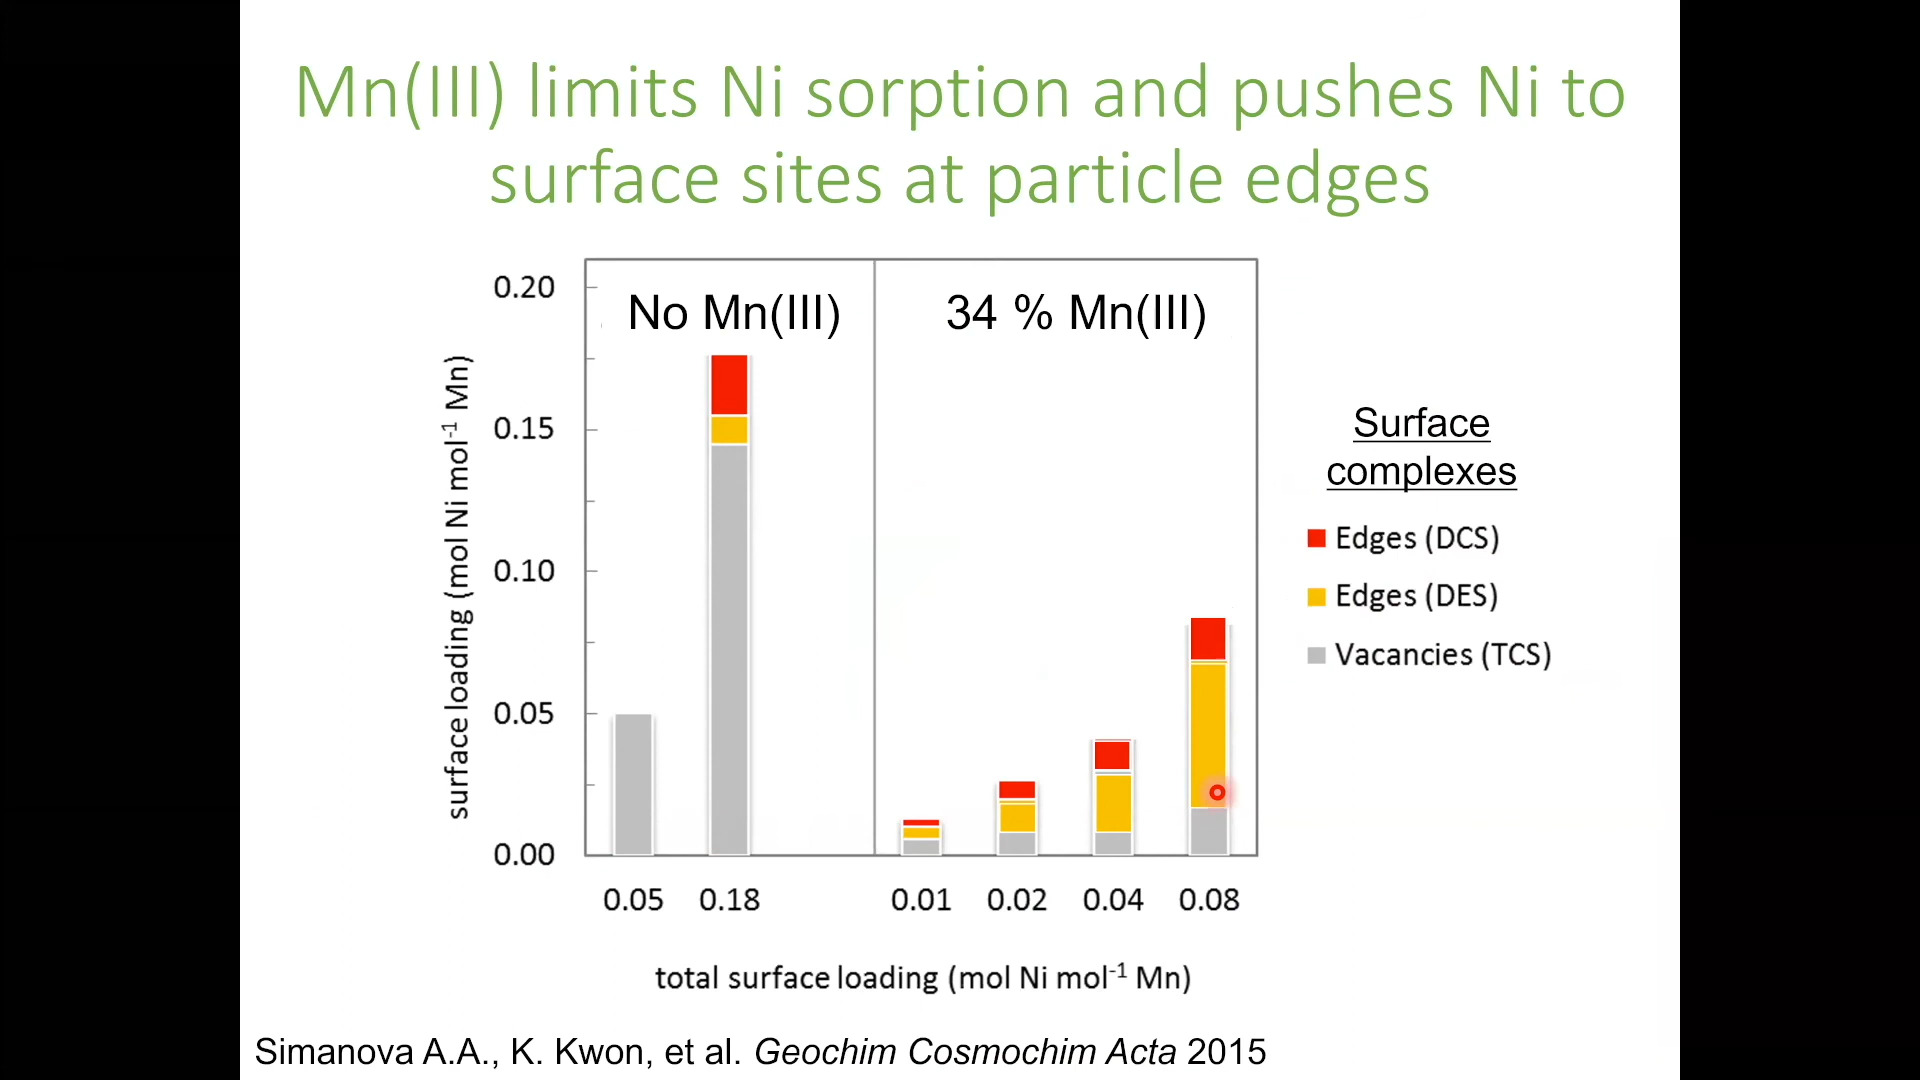 Mn(III) limits Ni sorption and pushes Ni to
surface sites at particle edges
surface loading (mol Ni mol⁻¹ Mn)
0.20
0.15
0.10
0.05
0.00
No Mn(III)
34 % Mn(III)
0.05 0.18 0.01 0.02 0.04 0.08
total surface loading (mol Ni mol⁻¹ Mn)
Surface
complexes
Edges (DCS)
Edges (DES)
Vacancies (TCS)
Simanova A.A., K. Kwon, et al. Geochim Cosmochim Acta 2015